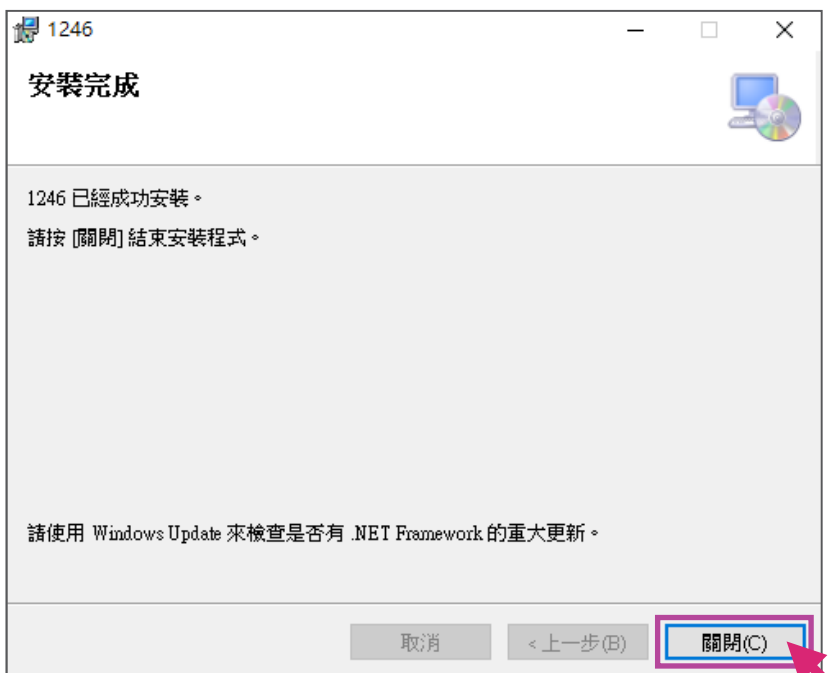 1246
安裝完成
1246 已經成功安裝。
請按 [關閉] 結束安裝程式。
請使用 Windows Update 來檢查是否有 .NET Framework 的重大更新。
取消
<上一步(B)
關閉(C)